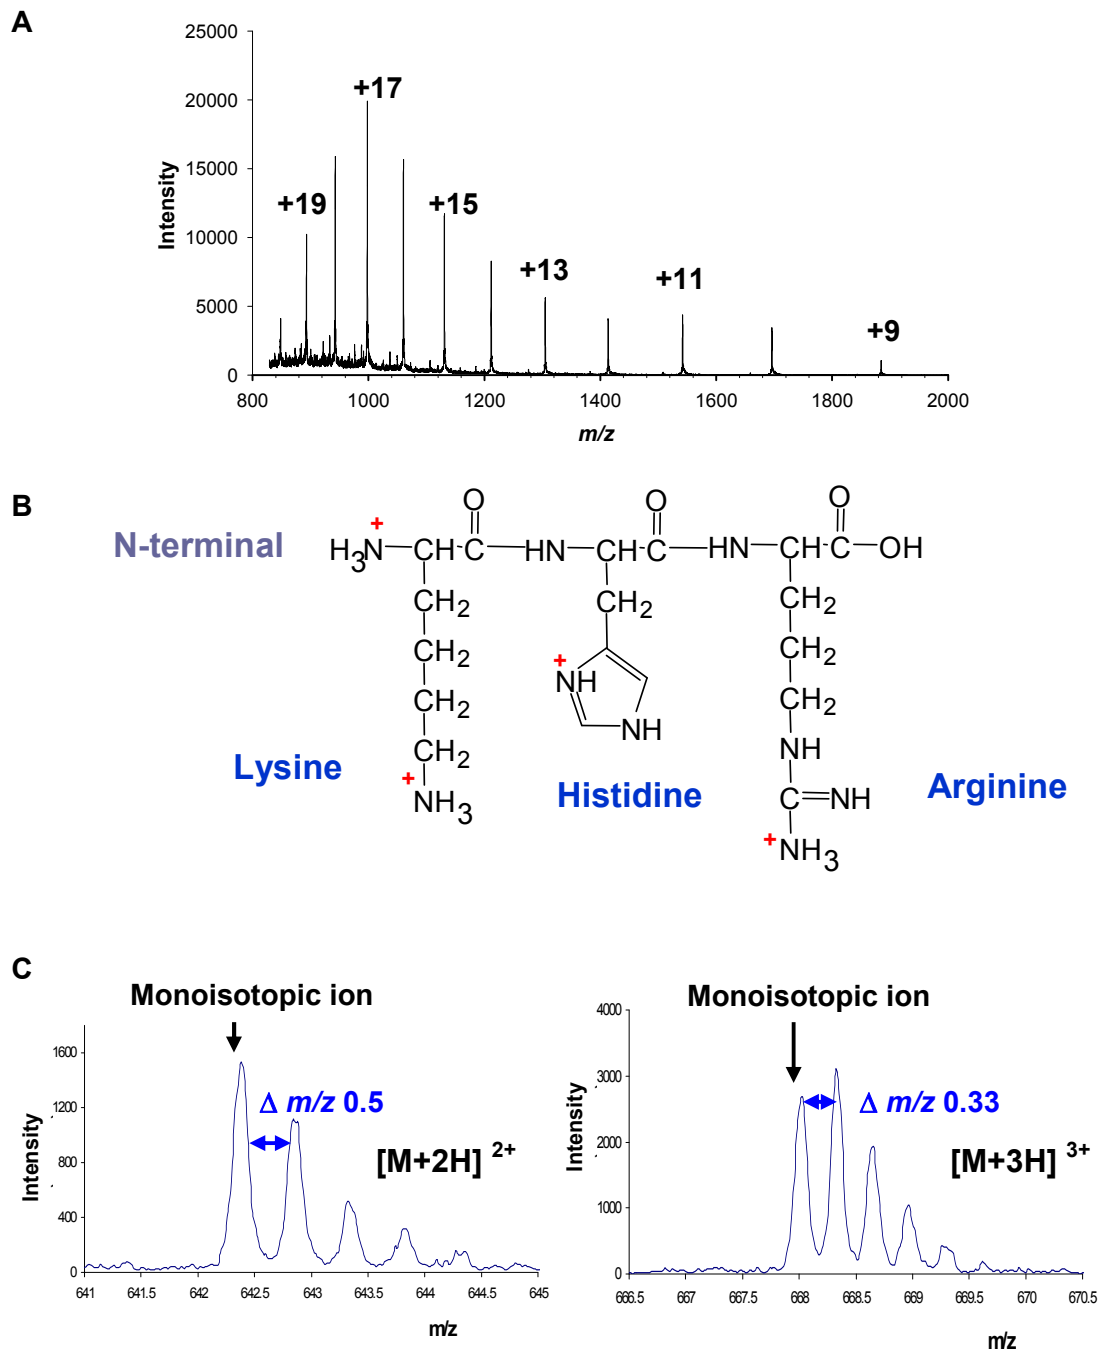 A
25000
20000
15000
10000
5000
0
Intensity
+19
+17
+15
+13
+11
+9
800 1000 1200 1400 1600 1800 2000
m/z
B
N-terminal
+
H3N CH C HN CH C HN CH C OH
O O O
CH2 CH2 CH2
CH2 CH2
CH2 + NH CH2
CH2 NH NH
+ NH3 C NH
+ NH3
Lysine
Histidine
Arginine
C
Monoisotopic ion
1600
1200
800
400
0
Intensity
Δ m/z 0.5
[M+2H] 2+
641 641.5 642 642.5 643 643.5 644 644.5 645
m/z
Monoisotopic ion
4000
3000
2000
1000
0
Intensity
Δ m/z 0.33
[M+3H] 3+
666.5 667 667.5 668 668.5 669 669.5 670 670.5
m/z